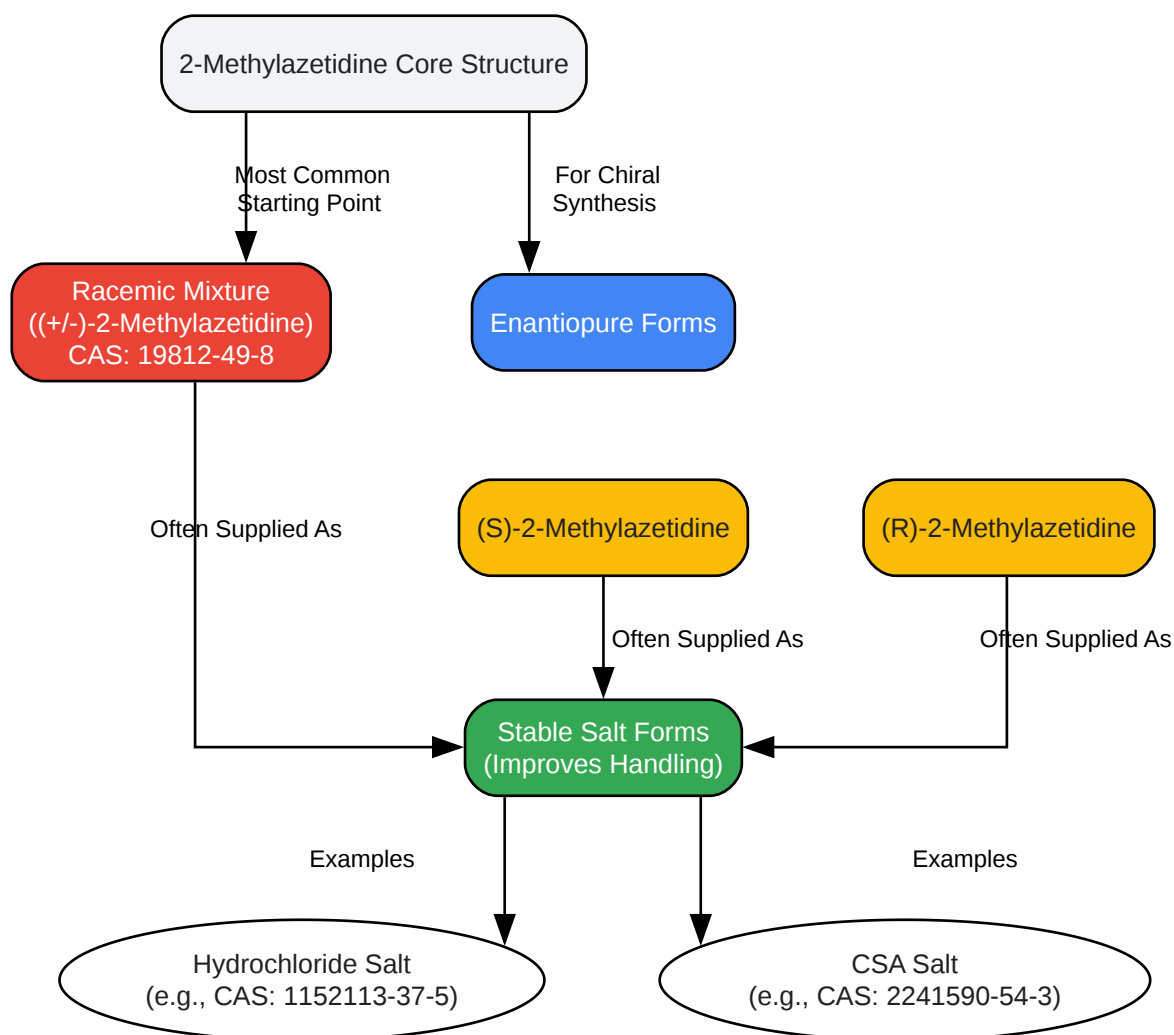 2-Methylazetidine Core Structure
Most Common
Starting Point
For Chiral
Synthesis
Racemic Mixture
((+/-)-2-Methylazetidine)
CAS: 19812-49-8
Enantiopure Forms
Often Supplied As
(S)-2-Methylazetidine
(R)-2-Methylazetidine
Often Supplied As
Often Supplied As
Stable Salt Forms
(Improves Handling)
Examples
Examples
Hydrochloride Salt
(e.g., CAS: 1152113-37-5)
CSA Salt
(e.g., CAS: 2241590-54-3)